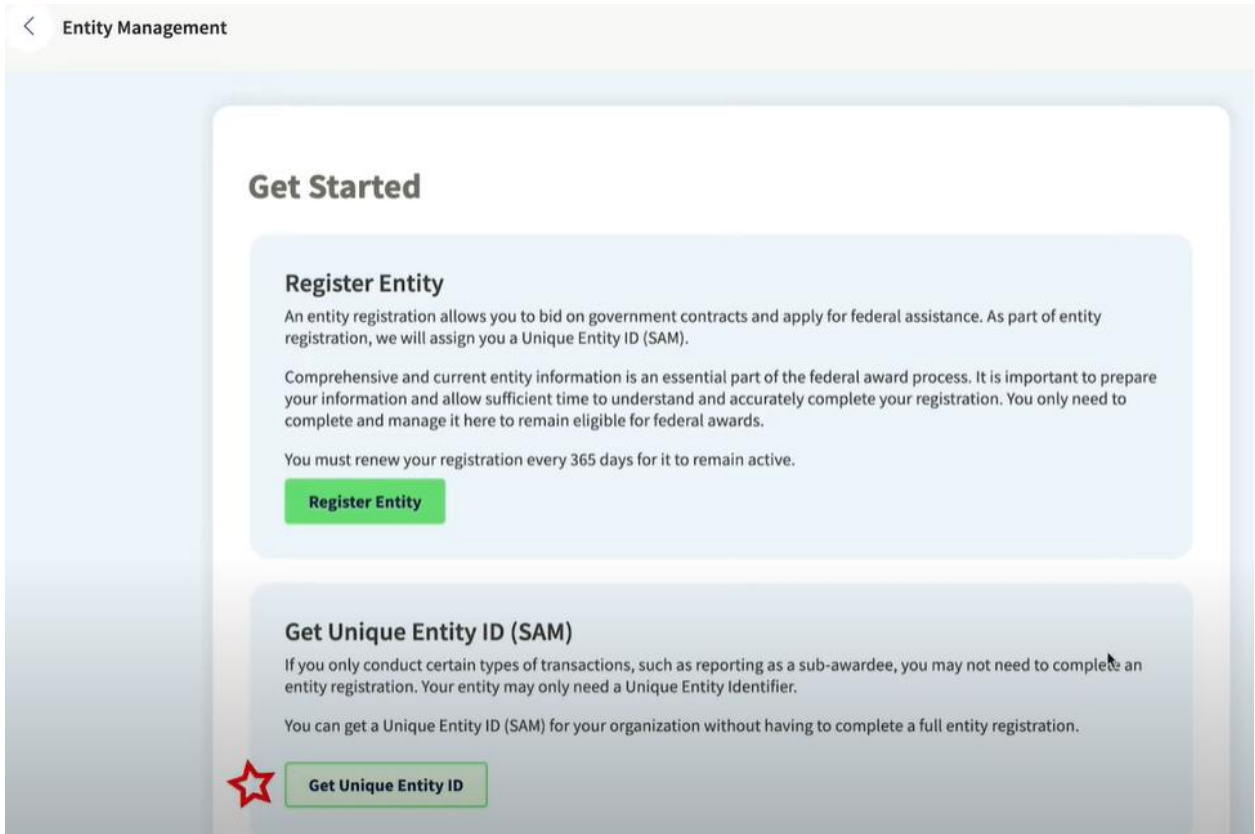 Entity Management
Get Started
Register Entity
An entity registration allows you to bid on government contracts and apply for federal assistance. As part of entity
registration, we will assign you a Unique Entity ID (SAM).
Comprehensive and current entity information is an essential part of the federal award process. It is important to prepare
your information and allow sufficient time to understand and accurately complete your registration. You only need to
complete and manage it here to remain eligible for federal awards.
You must renew your registration every 365 days for it to remain active.
Register Entity
Get Unique Entity ID (SAM)
If you only conduct certain types of transactions, such as reporting as a sub-awardee, you may not need to complete an
entity registration. Your entity may only need a Unique Entity Identifier.
You can get a Unique Entity ID (SAM) for your organization without having to complete a full entity registration.
Get Unique Entity ID